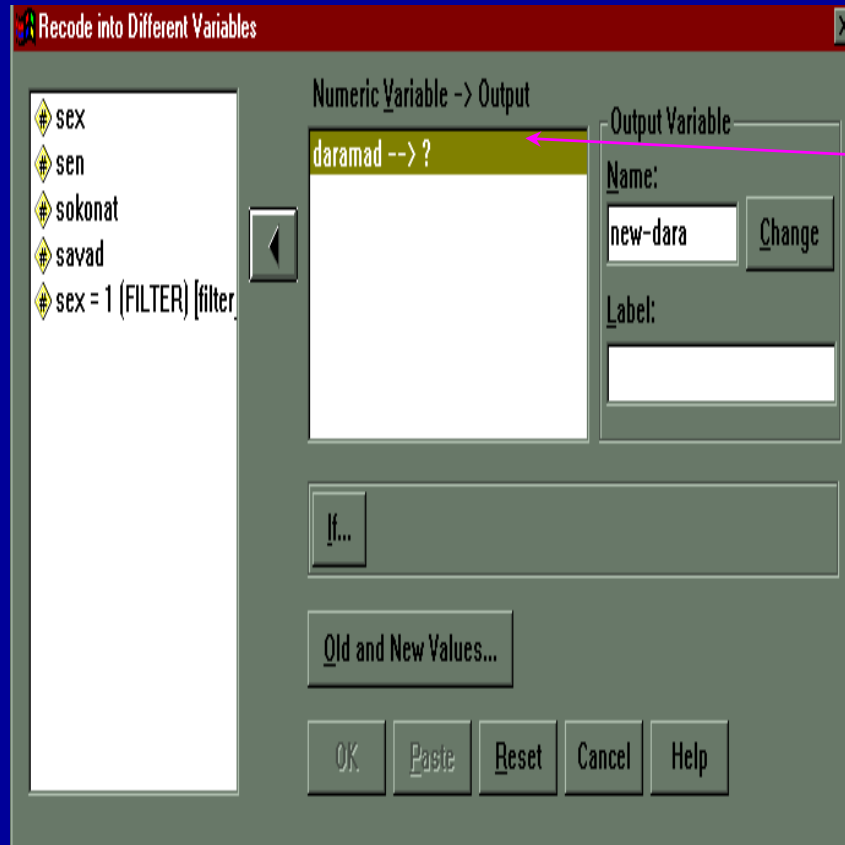 Recode into Different Variables
sex
sen
sokonat
savad
sex = 1 (FILTER) [filter_
Numeric Variable -> Output
daramad --> ?
Output Variable
Name:
new-dara
Change
Label:
If...
Old and New Values...
OK
Paste
Reset
Cancel
Help